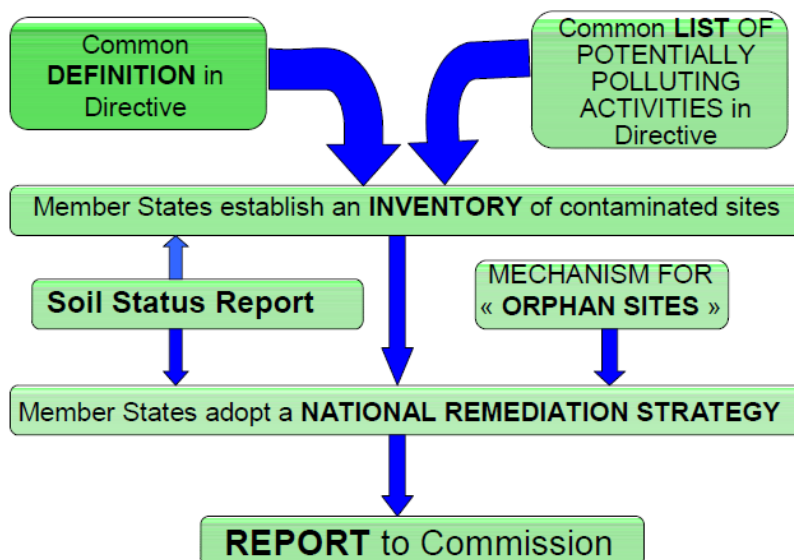 Common
DEFINITION in
Directive
Common LIST OF
POTENTIALLY
POLLUTING
ACTIVITIES in
Directive
Member States establish an INVENTORY of contaminated sites
Soil Status Report
MECHANISM FOR
« ORPHAN SITES »
Member States adopt a NATIONAL REMEDIATION STRATEGY
REPORT to Commission